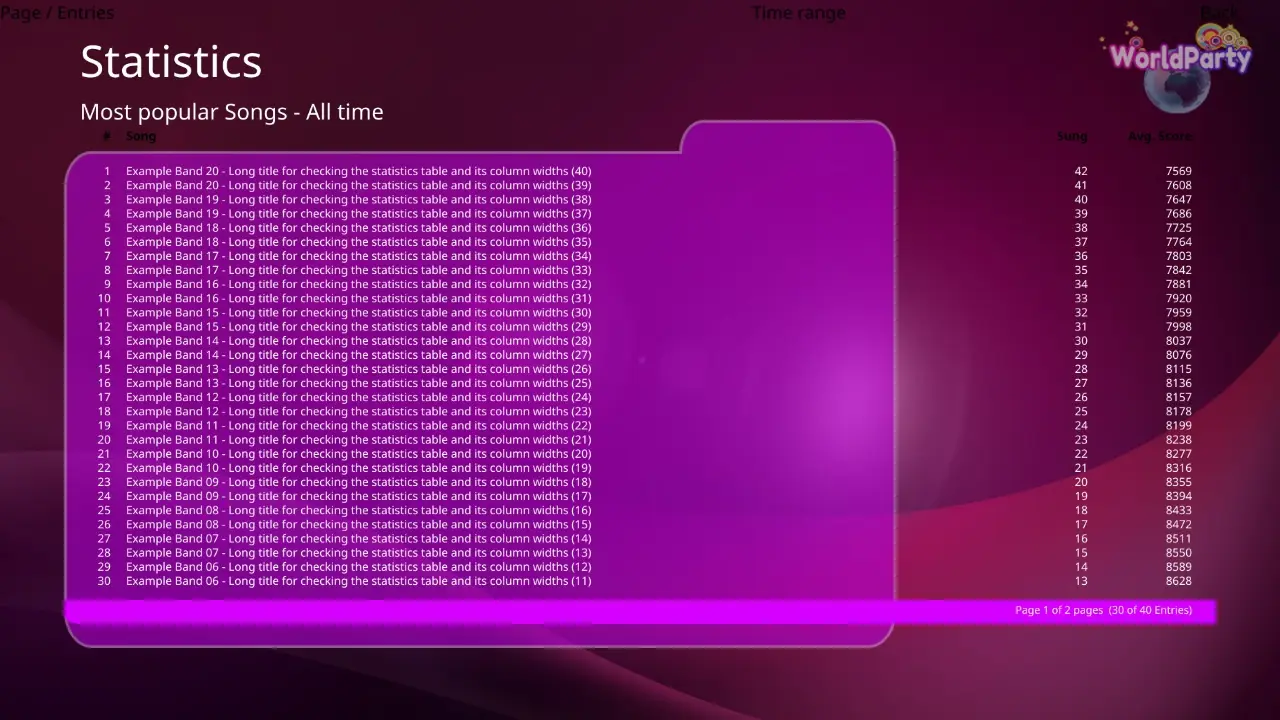 Page / Entries Time range Back
WorldParty
Statistics
Most popular Songs - All time
# Song Sung Avg. Score
1 Example Band 20 - Long title for checking the statistics table and its column widths (40) 42 7569
2 Example Band 20 - Long title for checking the statistics table and its column widths (39) 41 7608
3 Example Band 19 - Long title for checking the statistics table and its column widths (38) 40 7647
4 Example Band 19 - Long title for checking the statistics table and its column widths (37) 39 7686
5 Example Band 18 - Long title for checking the statistics table and its column widths (36) 38 7725
6 Example Band 18 - Long title for checking the statistics table and its column widths (35) 37 7764
7 Example Band 17 - Long title for checking the statistics table and its column widths (34) 36 7803
8 Example Band 17 - Long title for checking the statistics table and its column widths (33) 35 7842
9 Example Band 16 - Long title for checking the statistics table and its column widths (32) 34 7881
10 Example Band 16 - Long title for checking the statistics table and its column widths (31) 33 7920
11 Example Band 15 - Long title for checking the statistics table and its column widths (30) 32 7959
12 Example Band 15 - Long title for checking the statistics table and its column widths (29) 31 7998
13 Example Band 14 - Long title for checking the statistics table and its column widths (28) 30 8037
14 Example Band 14 - Long title for checking the statistics table and its column widths (27) 29 8076
15 Example Band 13 - Long title for checking the statistics table and its column widths (26) 28 8115
16 Example Band 13 - Long title for checking the statistics table and its column widths (25) 27 8136
17 Example Band 12 - Long title for checking the statistics table and its column widths (24) 26 8157
18 Example Band 12 - Long title for checking the statistics table and its column widths (23) 25 8178
19 Example Band 11 - Long title for checking the statistics table and its column widths (22) 24 8199
20 Example Band 11 - Long title for checking the statistics table and its column widths (21) 23 8238
21 Example Band 10 - Long title for checking the statistics table and its column widths (20) 22 8277
22 Example Band 10 - Long title for checking the statistics table and its column widths (19) 21 8316
23 Example Band 09 - Long title for checking the statistics table and its column widths (18) 20 8355
24 Example Band 09 - Long title for checking the statistics table and its column widths (17) 19 8394
25 Example Band 08 - Long title for checking the statistics table and its column widths (16) 18 8433
26 Example Band 08 - Long title for checking the statistics table and its column widths (15) 17 8472
27 Example Band 07 - Long title for checking the statistics table and its column widths (14) 16 8511
28 Example Band 07 - Long title for checking the statistics table and its column widths (13) 15 8550
29 Example Band 06 - Long title for checking the statistics table and its column widths (12) 14 8589
30 Example Band 06 - Long title for checking the statistics table and its column widths (11) 13 8628
Page 1 of 2 pages (30 of 40 Entries)